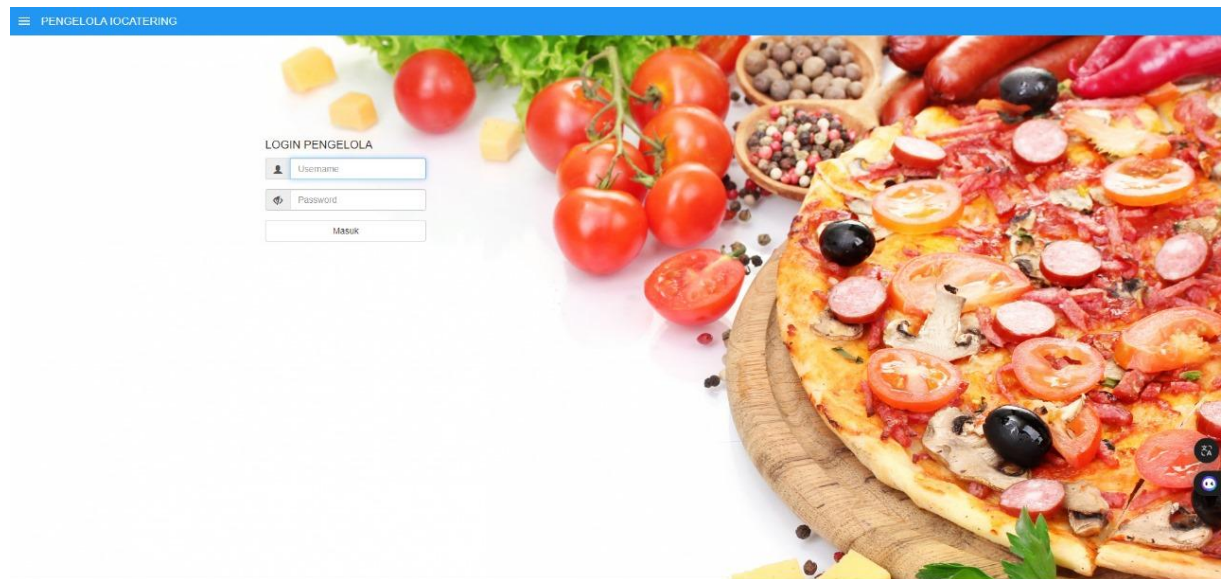 PENGELOLA IOCATERING
LOGIN PENGELOLA
Username
Password
Masuk